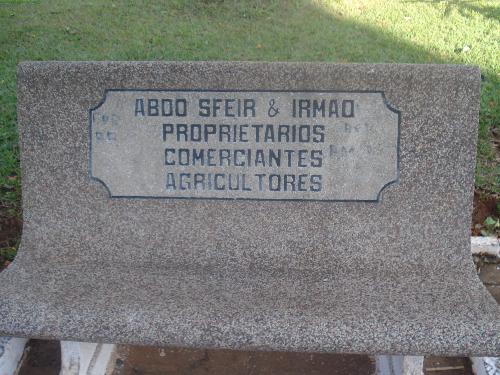 ABDO SFEIR & IRMAO
PROPRIETARIOS
COMERCIANTES
AGRICULTORES